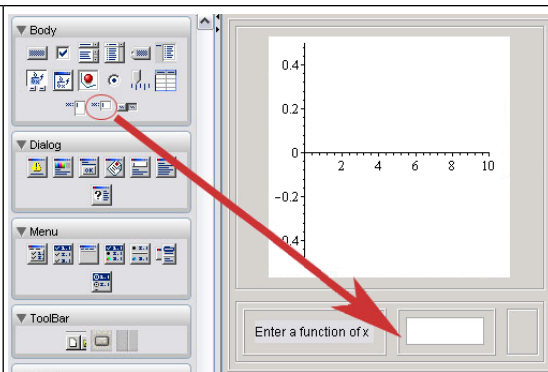 Body
Dialog
Menu
ToolBar
0.4
0.2
0
2 4 6 8 10
−0.2
0.4
Enter a function of x